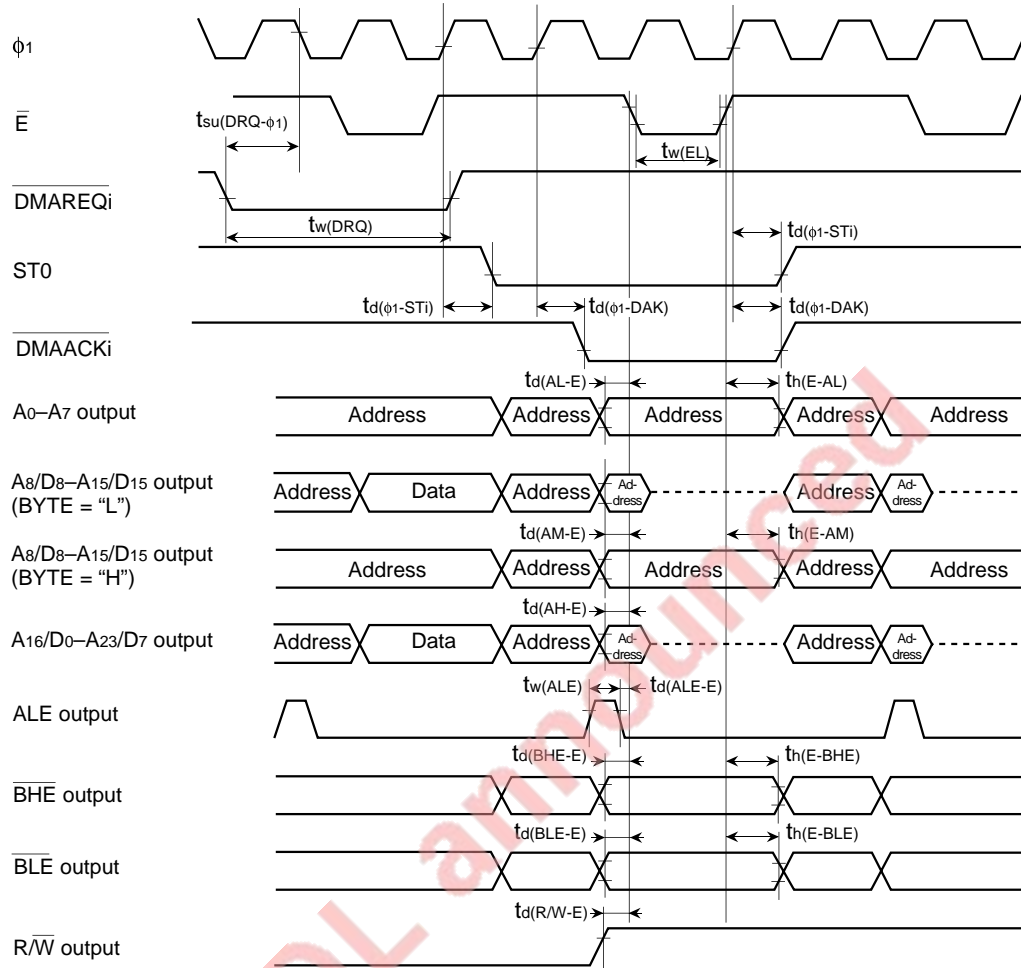 ϕ1
E
tsu(DRQ-ϕ1)
tw(EL)
DMAREQi
tw(DRQ)
td(ϕ1-STi)
ST0
td(ϕ1-STi) td(ϕ1-DAK) td(ϕ1-DAK)
DMAACKi
td(AL-E) th(E-AL)
A0–A7 output Address Address Address Address Address
A8/D8–A15/D15 output
(BYTE = “L”) Address Data Address Ad-dress Address Ad-dress
td(AM-E) th(E-AM)
A8/D8–A15/D15 output
(BYTE = “H”) Address Address Address Address Address
td(AH-E)
A16/D0–A23/D7 output Address Data Address Ad-dress Address Ad-dress
tw(ALE) td(ALE-E)
ALE output
td(BHE-E) th(E-BHE)
BHE output
td(BLE-E) th(E-BLE)
BLE output
td(R/W-E)
R/W output
announced